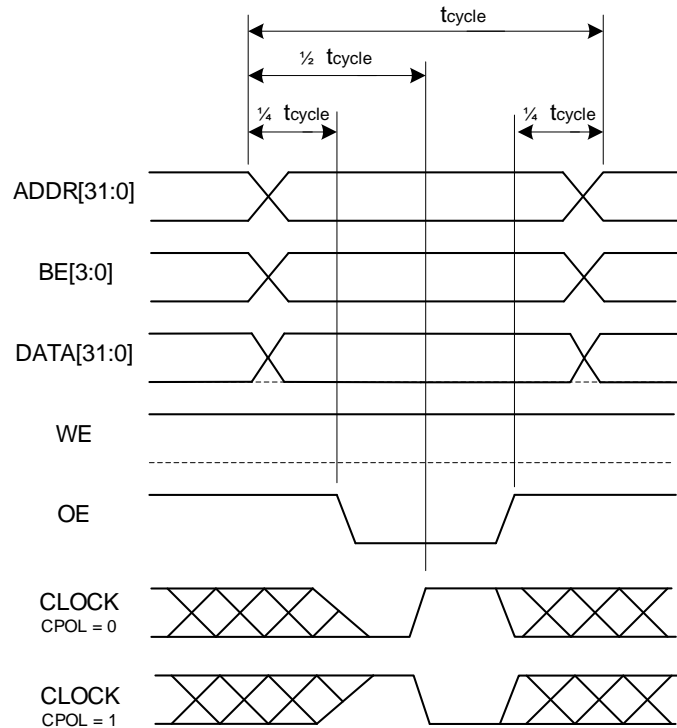 tcycle
½ tcycle
¼ tcycle ¼ tcycle
ADDR[31:0]
BE[3:0]
DATA[31:0]
WE
OE
CLOCK
CPOL = 0
CLOCK
CPOL = 1